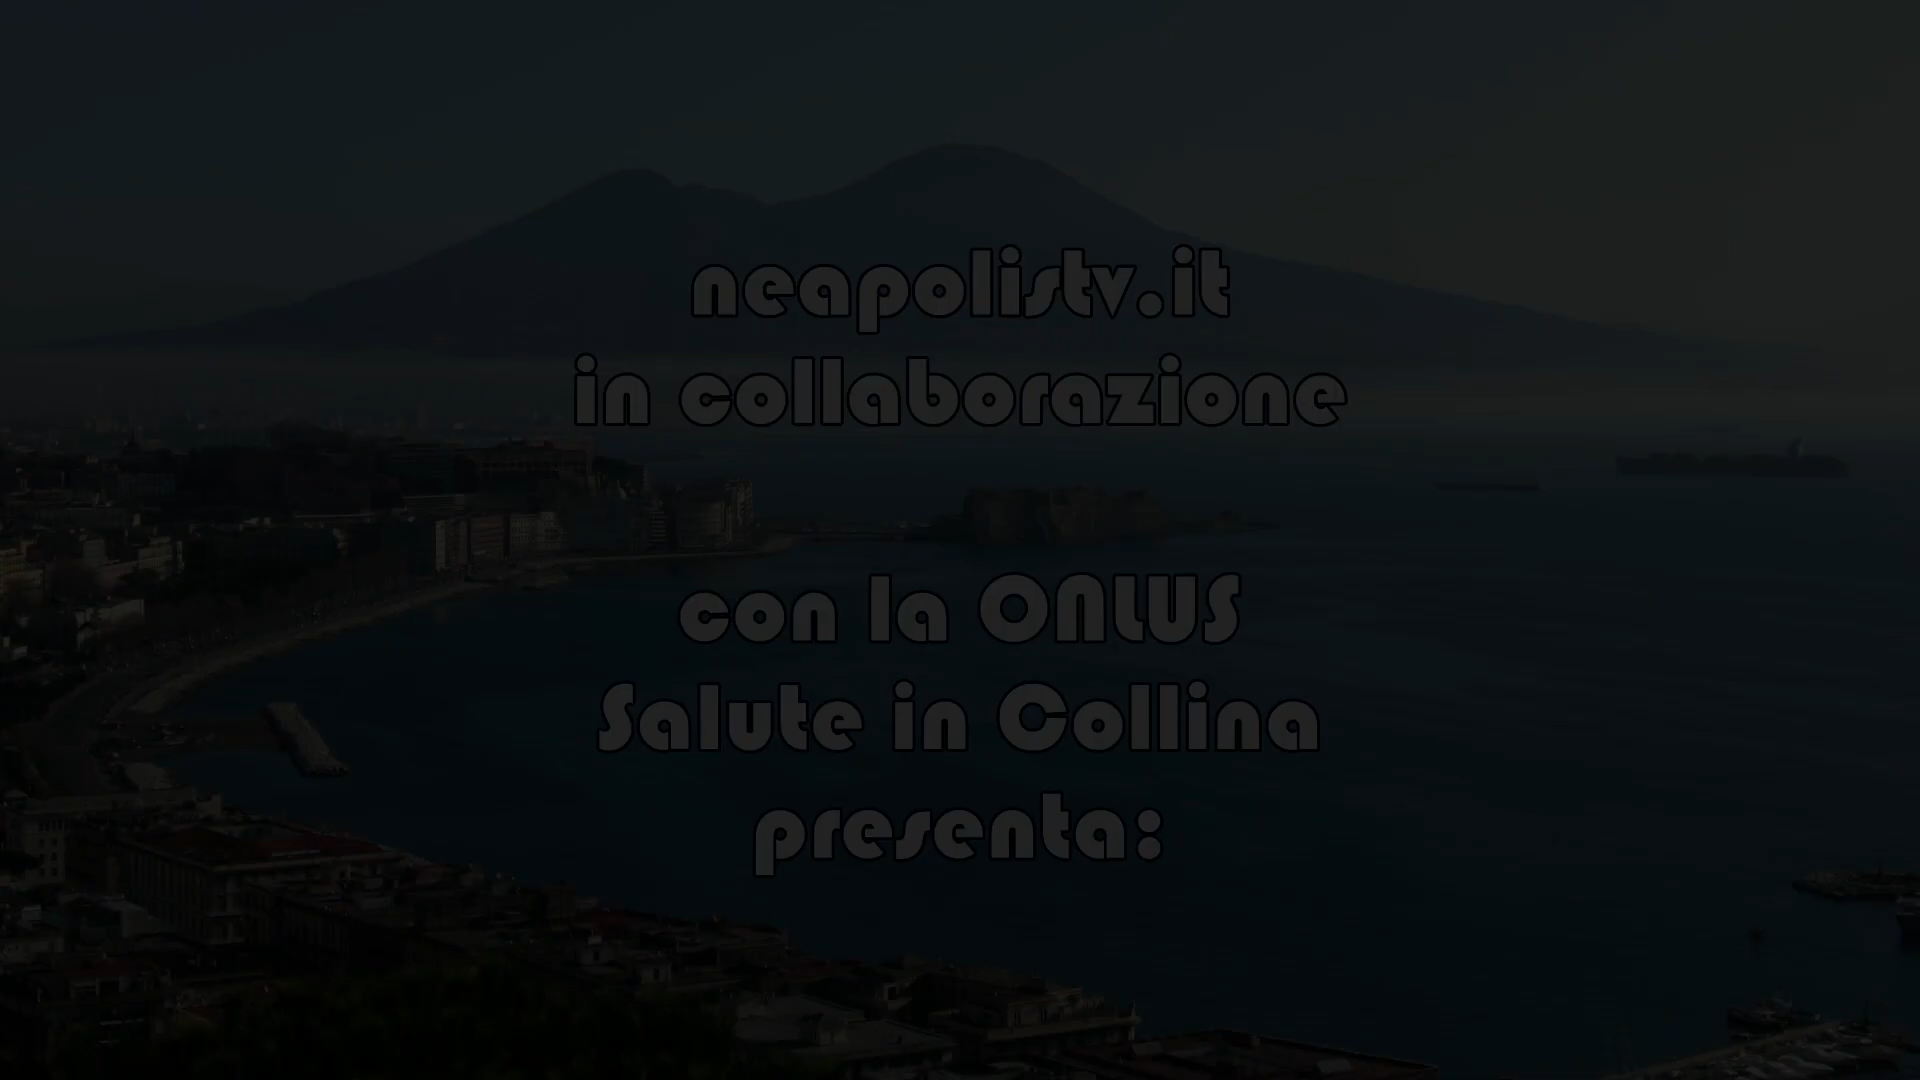 neapolistv.it
in collaborazione
con la ONLUS
Salute in Collina
presenta: